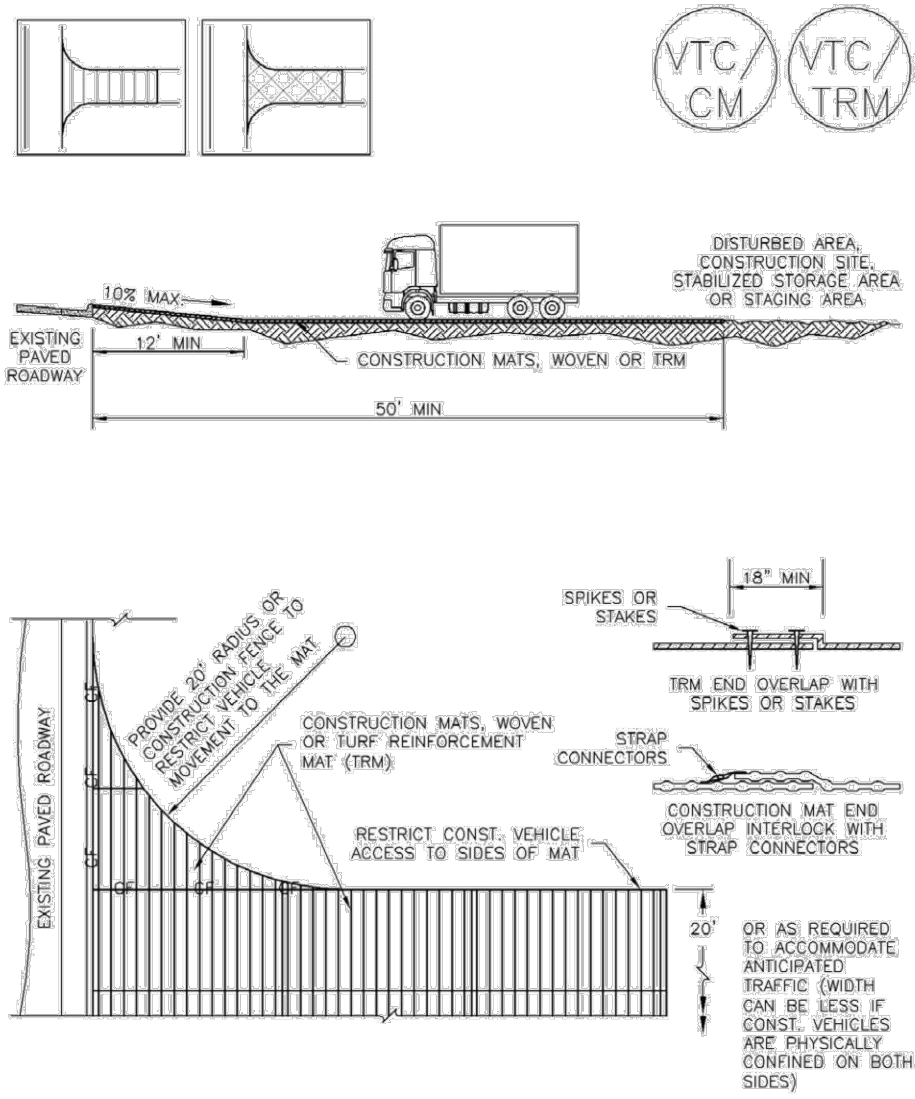 VTC/
CM
VTC/
TRM
DISTURBED AREA,
CONSTRUCTION SITE,
STABILIZED STORAGE AREA
OR STAGING AREA
10% MAX.
EXISTING
PAVED
ROADWAY
12' MIN
CONSTRUCTION MATS, WOVEN OR TRM
50' MIN
PROVIDE 20' RADIUS OR
CONSTRUCTION FENCE TO
RESTRICT VEHICLE
MOVEMENT TO THE MAT
18" MIN
SPIKES OR
STAKES
TRM END OVERLAP WITH
SPIKES OR STAKES
CONSTRUCTION MATS, WOVEN
OR TURF REINFORCEMENT
MAT (TRM)
STRAP
CONNECTORS
CONSTRUCTION MAT END
OVERLAP INTERLOCK WITH
STRAP CONNECTORS
RESTRICT CONST. VEHICLE
ACCESS TO SIDES OF MAT
EXISTING PAVED ROADWAY
CF
CF
CF
CF
CF
CF
20'
OR AS REQUIRED
TO ACCOMMODATE
ANTICIPATED
TRAFFIC (WIDTH
CAN BE LESS IF
CONST. VEHICLES
ARE PHYSICALLY
CONFINED ON BOTH
SIDES)